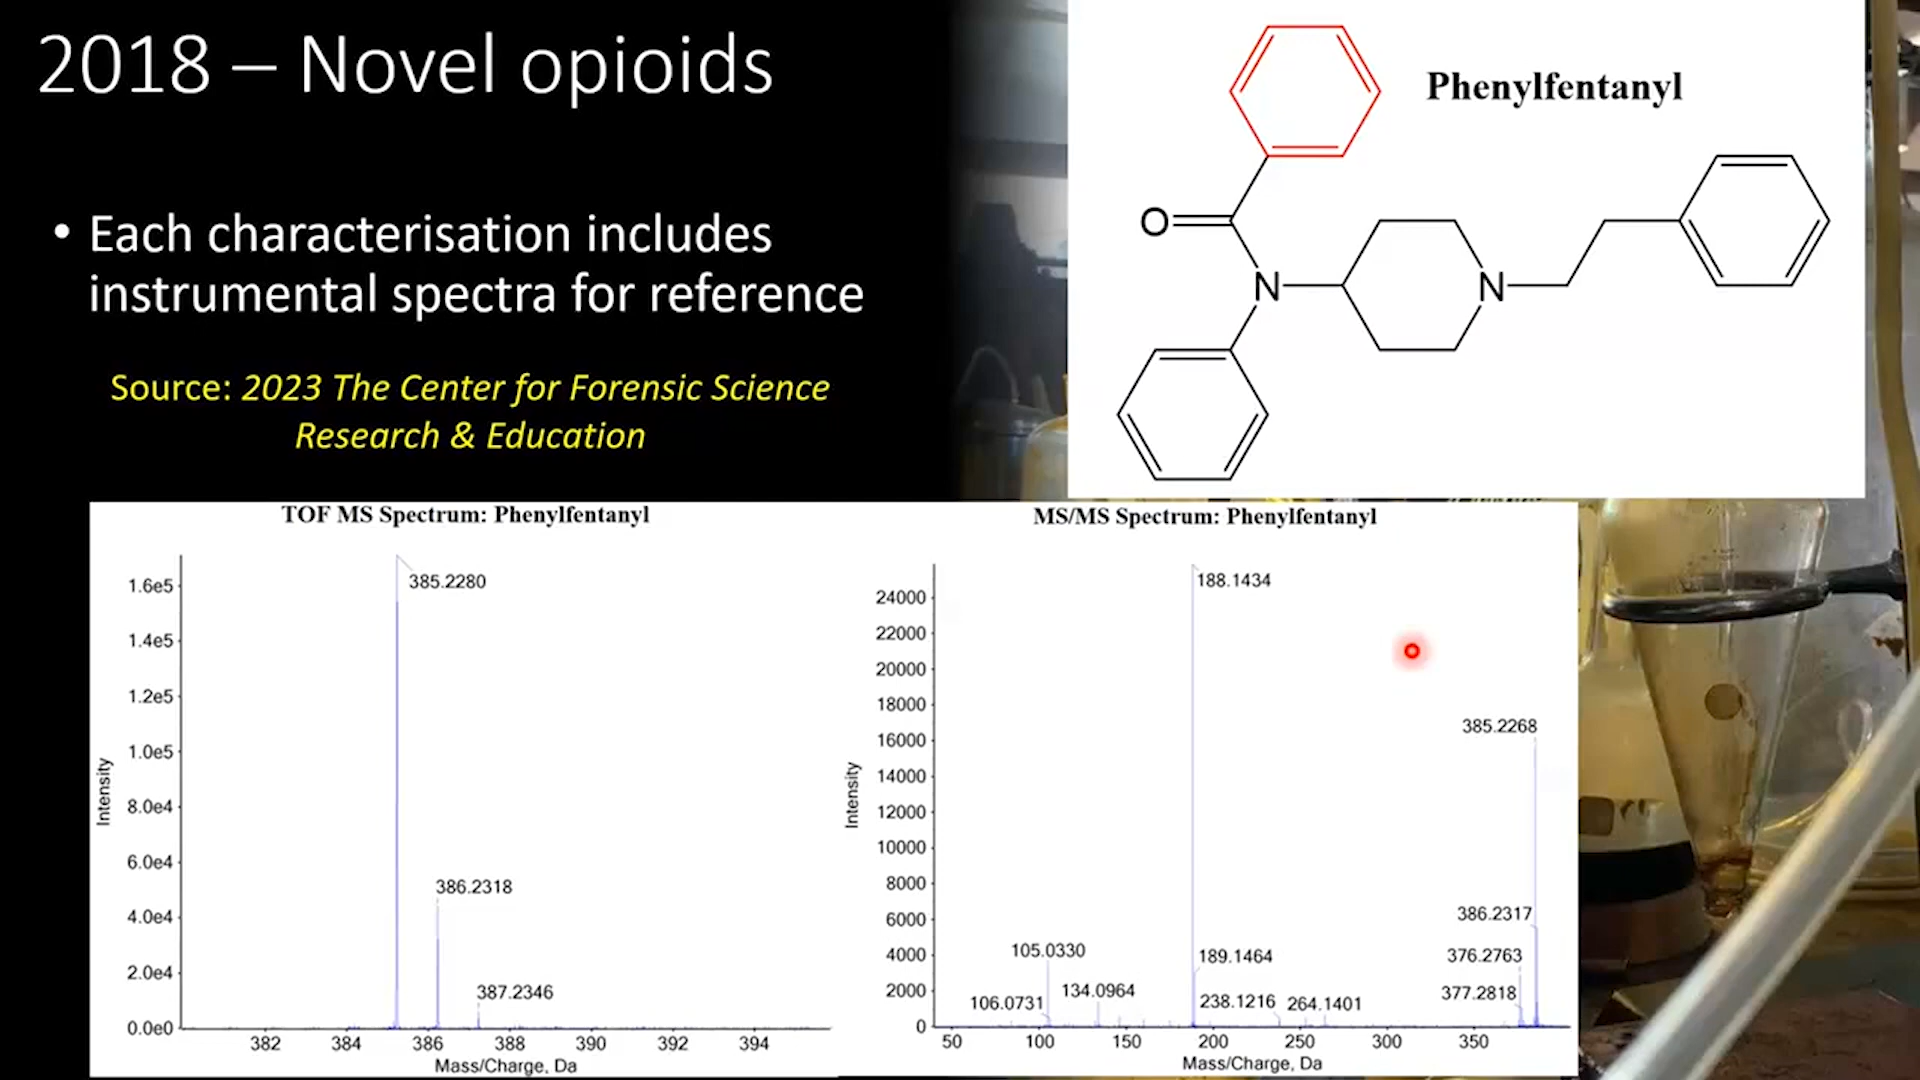 2018 – Novel opioids
• Each characterisation includes
instrumental spectra for reference
Source: 2023 The Center for Forensic Science
Research & Education
Phenylfentanyl
O
N
N
TOF MS Spectrum: Phenylfentanyl
385.2280
1.6e5
1.4e5
1.2e5
1.0e5
8.0e4
6.0e4
4.0e4
2.0e4
0.0e0
Intensity
386.2318
387.2346
382 384 386 388 390 392 394
Mass/Charge, Da
MS/MS Spectrum: Phenylfentanyl
188.1434
24000
22000
20000
18000
16000
14000
12000
10000
8000
6000
4000
2000
0
Intensity
385.2268
386.2317
105.0330
189.1464
376.2763
134.0964
377.2818
106.0731
238.1216
264.1401
50 100 150 200 250 300 350
Mass/Charge, Da